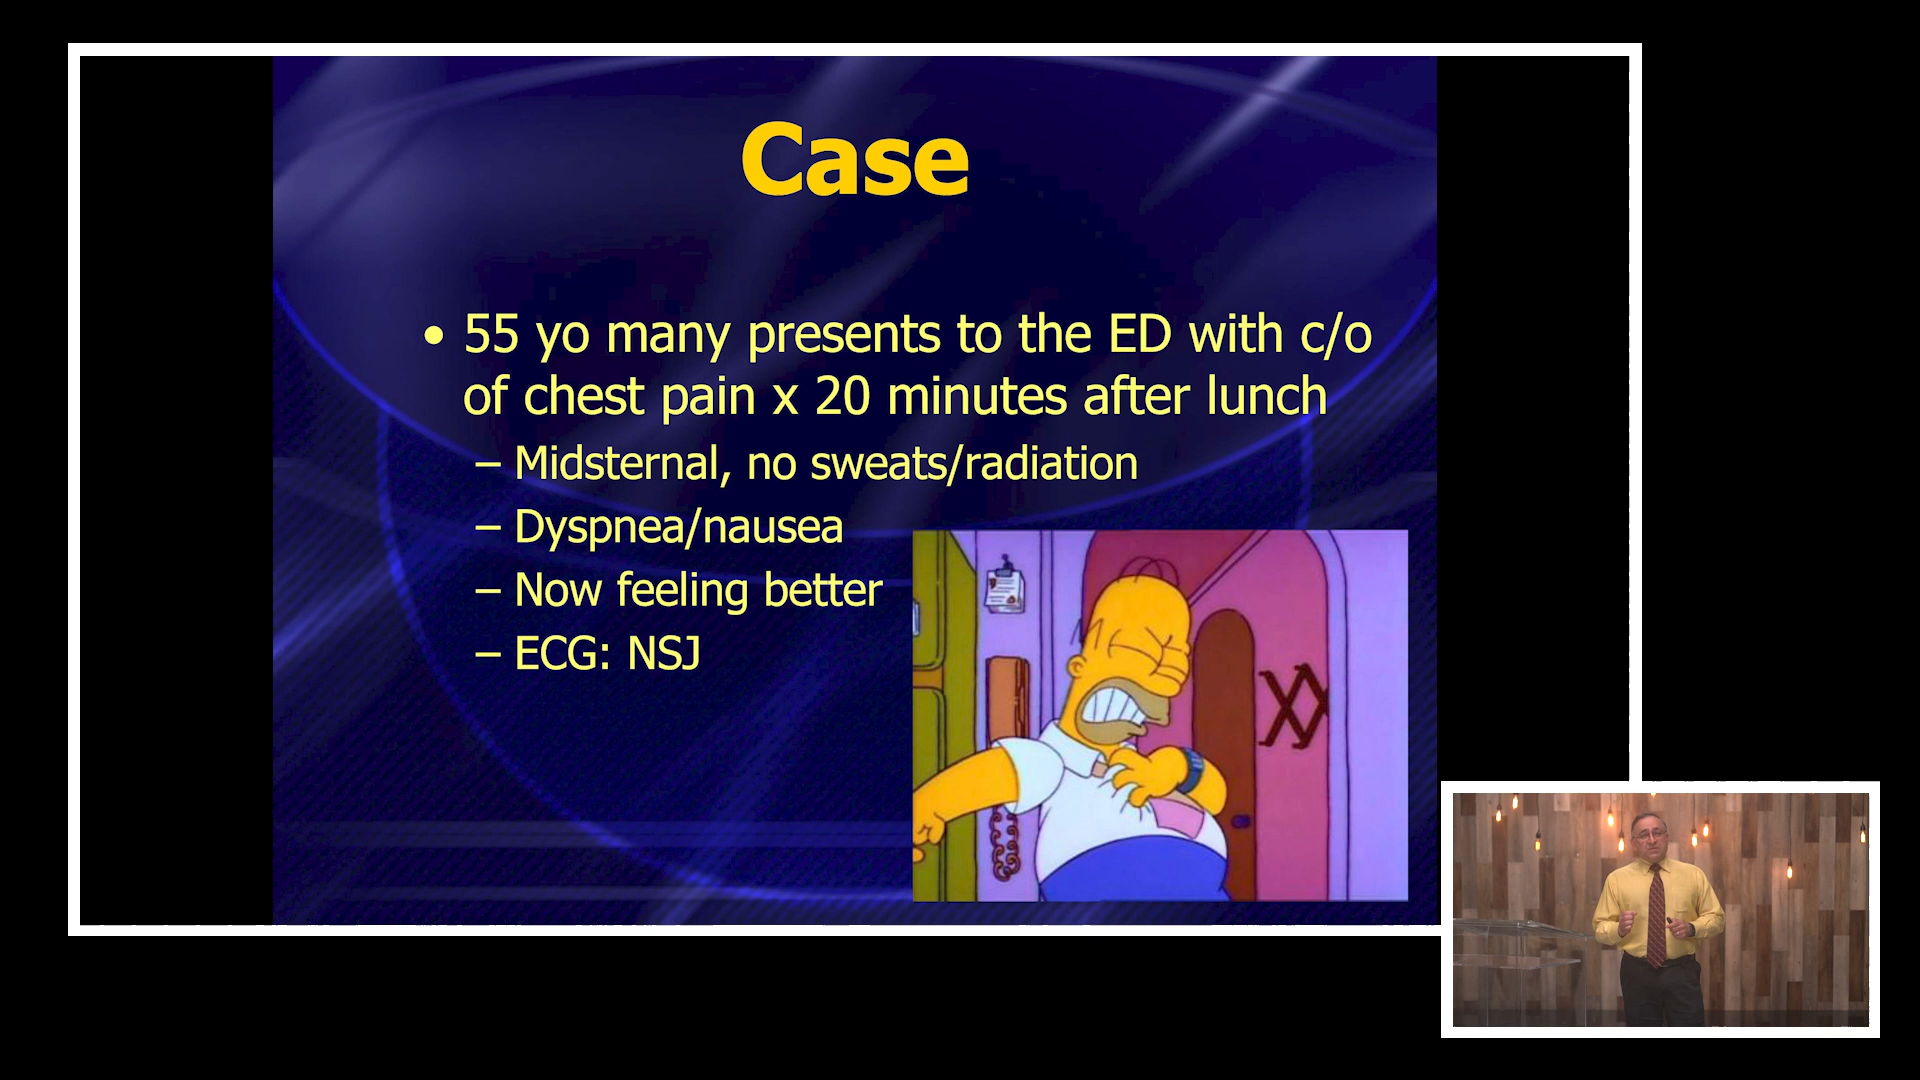 Case
• 55 yo many presents to the ED with c/o
of chest pain x 20 minutes after lunch
– Midsternal, no sweats/radiation
– Dyspnea/nausea
– Now feeling better
– ECG: NSJ